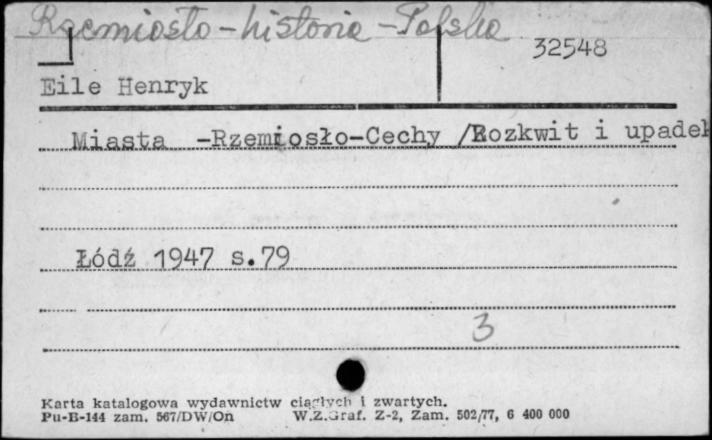 Rzemiosło-historia-Polska
32548
Eile Henryk
Miasta -Rzemiosło-Cechy /Rozkwit i upadek
Łódź 1947 s.79
3
Karta katalogowa wydawnictw ciągłych i zwartych.
Pu-B-144 zam. 567/DW/On W.Z.Graf. Z-2, Zam. 502/77, 6 400 000